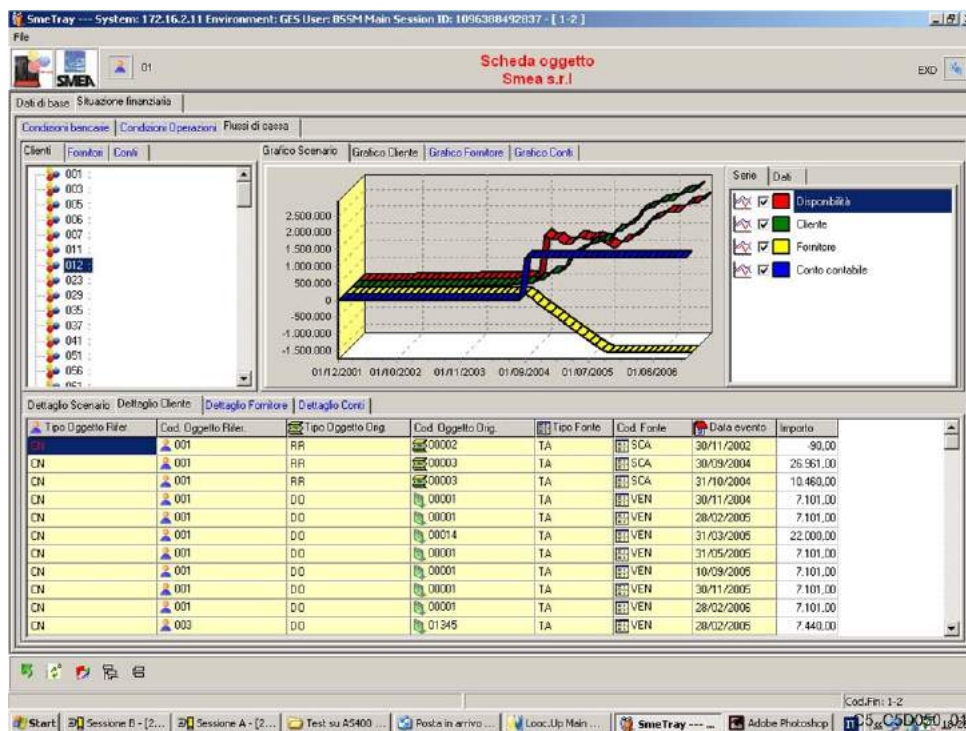 SmeTray --- System: 172.16.2.11 Environment: GES User: BSSM Main Session ID: 1096388492837 - [ 1-2 ]
File
SMEA
01
Scheda oggetto
Smea s.r.l
EXD
Dati di base Situazione finanziaria
Condizioni bancarie Condizioni Operazioni Flussi di cassa
Clienti Fornitori Conti
Grafico Scenario Grafico Cliente Grafico Fornitore Grafico Conti
001 :
003 :
005 :
006 :
007 :
011 :
012 :
023 :
029 :
035 :
037 :
041 :
051 :
056 :
2.500.000
2.000.000
1.500.000
1.000.000
500.000
0
-500.000
-1.000.000
-1.500.000
01/12/2001 01/10/2002 01/11/2003 01/09/2004 01/07/2005 01/06/2006
Serie Dati
Disponibilità
Cliente
Fornitore
Conto contabile
Dettaglio Scenario Dettaglio Cliente Dettaglio Fornitore Dettaglio Conti
Tipo Oggetto Rifer. Cod. Oggetto Rifer. Tipo Oggetto Orig. Cod. Oggetto Orig. Tipo Fonte Cod. Fonte Data evento Importo
CN 001 RR 00002 TA SCA 30/11/2002 -90,00
CN 001 RR 00003 TA SCA 30/09/2004 26.961,00
CN 001 RR 00003 TA SCA 31/10/2004 10.460,00
CN 001 DO 00001 TA VEN 30/11/2004 7.101,00
CN 001 DO 00001 TA VEN 28/02/2005 7.101,00
CN 001 DO 00014 TA VEN 31/03/2005 22.000,00
CN 001 DO 00001 TA VEN 31/05/2005 7.101,00
CN 001 DO 00001 TA VEN 10/09/2005 7.101,00
CN 001 DO 00001 TA VEN 30/11/2005 7.101,00
CN 001 DO 00001 TA VEN 28/02/2006 7.101,00
CN 003 DO 01345 TA VEN 28/02/2005 7.440,00
Cod.Fin: 1-2
Start Sessione B - [2... Sessione A - [2... Test su AS400 ... Posta in arrivo ... Looc.Up Main ... SmeTray --- ... Adobe Photoshop C5_C5D050_01